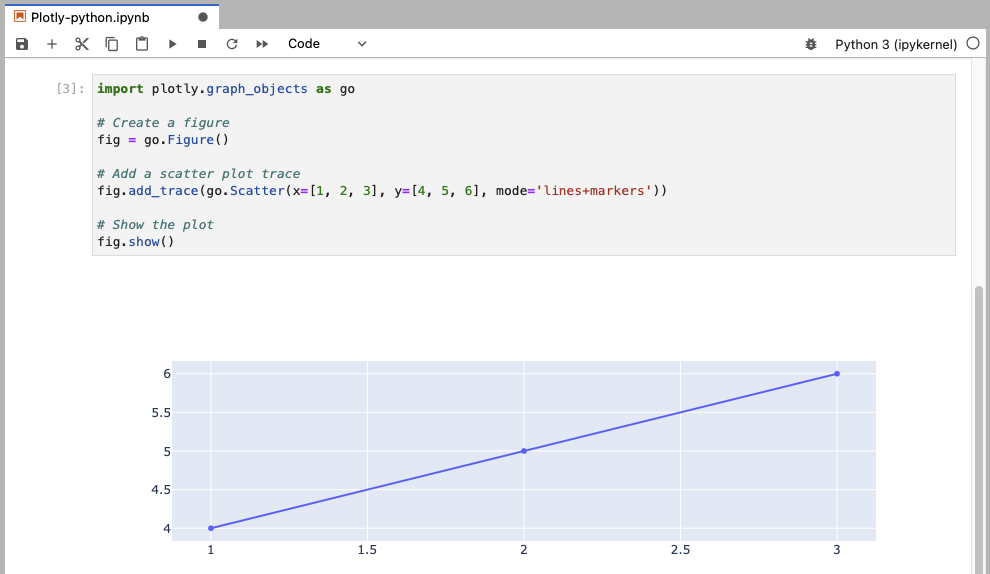 Plotly-python.ipynb
Code
Python 3 (ipykernel)
[3]:
import plotly.graph_objects as go
# Create a figure
fig = go.Figure()
# Add a scatter plot trace
fig.add_trace(go.Scatter(x=[1, 2, 3], y=[4, 5, 6], mode='lines+markers'))
# Show the plot
fig.show()
6
5.5
5
4.5
4
1 1.5 2 2.5 3